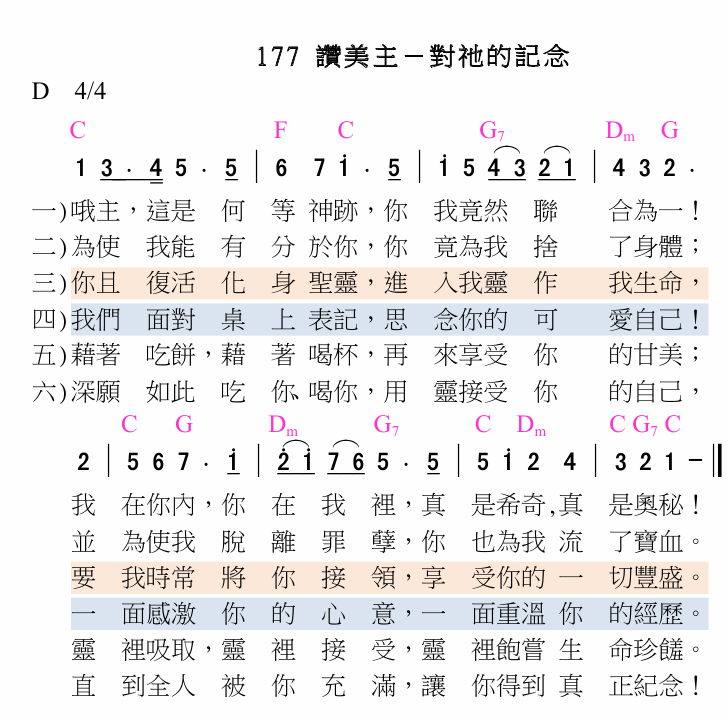 177 讚美主－對祂的記念
D 4/4
C F C G7 Dm G
1 3 . 4 5 . 5 | 6 7 i . 5 | i 5 4 3 2 1 | 4 3 2 .
一)哦主，這是 何 等 神跡，你 我竟然 聯 合為一！
二)為使 我能 有 分 於你，你 竟為我 捨 了身體；
三)你且 復活 化 身 聖靈，進 入我靈 作 我生命，
四)我們 面對 桌 上 表記，思 念你的 可 愛自己！
五)藉著 吃餅，藉 著 喝杯，再 來享受 你 的甘美；
六)深願 如此 吃 你、喝你，用 靈接受 你 的自己，
C G Dm G7 C Dm C G7 C
2 | 5 6 7 . i | 2 i 7 6 5 . 5 | 5 i 2 4 | 3 2 1 － ‖
我 在你內，你 在 我 裡，真 是希奇,真 是奧秘！
並 為使我 脫 離 罪 孽，你 也為我 流 了寶血。
要 我時常 將 你 接 領，享 受你的 一 切豐盛。
一 面感激 你 的 心 意，一 面重溫 你 的經歷。
靈 裡吸取，靈 裡 接 受，靈 裡飽嘗 生 命珍饈。
直 到全人 被 你 充 滿，讓 你得到 真 正紀念！